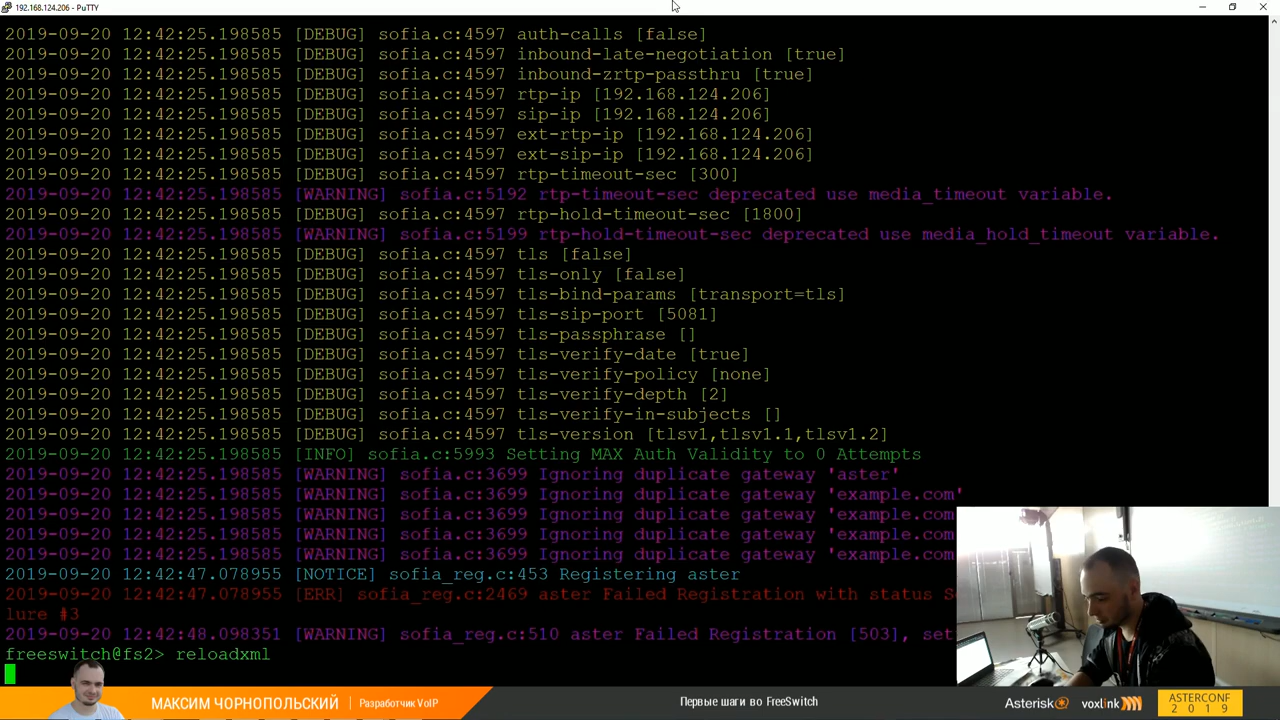 192.168.124.206 - PuTTY
2019-09-20 12:42:25.198585 [DEBUG] sofia.c:4597 auth-calls [false]
2019-09-20 12:42:25.198585 [DEBUG] sofia.c:4597 inbound-late-negotiation [true]
2019-09-20 12:42:25.198585 [DEBUG] sofia.c:4597 inbound-zrtp-passthru [true]
2019-09-20 12:42:25.198585 [DEBUG] sofia.c:4597 rtp-ip [192.168.124.206]
2019-09-20 12:42:25.198585 [DEBUG] sofia.c:4597 sip-ip [192.168.124.206]
2019-09-20 12:42:25.198585 [DEBUG] sofia.c:4597 ext-rtp-ip [192.168.124.206]
2019-09-20 12:42:25.198585 [DEBUG] sofia.c:4597 ext-sip-ip [192.168.124.206]
2019-09-20 12:42:25.198585 [DEBUG] sofia.c:4597 rtp-timeout-sec [300]
2019-09-20 12:42:25.198585 [WARNING] sofia.c:5192 rtp-timeout-sec deprecated use media_timeout variable.
2019-09-20 12:42:25.198585 [DEBUG] sofia.c:4597 rtp-hold-timeout-sec [1800]
2019-09-20 12:42:25.198585 [WARNING] sofia.c:5199 rtp-hold-timeout-sec deprecated use media_hold_timeout variable.
2019-09-20 12:42:25.198585 [DEBUG] sofia.c:4597 tls [false]
2019-09-20 12:42:25.198585 [DEBUG] sofia.c:4597 tls-only [false]
2019-09-20 12:42:25.198585 [DEBUG] sofia.c:4597 tls-bind-params [transport=tls]
2019-09-20 12:42:25.198585 [DEBUG] sofia.c:4597 tls-sip-port [5081]
2019-09-20 12:42:25.198585 [DEBUG] sofia.c:4597 tls-passphrase []
2019-09-20 12:42:25.198585 [DEBUG] sofia.c:4597 tls-verify-date [true]
2019-09-20 12:42:25.198585 [DEBUG] sofia.c:4597 tls-verify-policy [none]
2019-09-20 12:42:25.198585 [DEBUG] sofia.c:4597 tls-verify-depth [2]
2019-09-20 12:42:25.198585 [DEBUG] sofia.c:4597 tls-verify-in-subjects []
2019-09-20 12:42:25.198585 [DEBUG] sofia.c:4597 tls-version [tlsv1,tlsv1.1,tlsv1.2]
2019-09-20 12:42:25.198585 [INFO] sofia.c:5993 Setting MAX Auth Validity to 0 Attempts
2019-09-20 12:42:25.198585 [WARNING] sofia.c:3699 Ignoring duplicate gateway 'aster'
2019-09-20 12:42:25.198585 [WARNING] sofia.c:3699 Ignoring duplicate gateway 'example.com'
2019-09-20 12:42:25.198585 [WARNING] sofia.c:3699 Ignoring duplicate gateway 'example.com
2019-09-20 12:42:25.198585 [WARNING] sofia.c:3699 Ignoring duplicate gateway 'example.com
2019-09-20 12:42:25.198585 [WARNING] sofia.c:3699 Ignoring duplicate gateway 'example.com
2019-09-20 12:42:47.078955 [NOTICE] sofia_reg.c:453 Registering aster
2019-09-20 12:42:47.078955 [ERR] sofia_reg.c:2469 aster Failed Registration with status
lure #3
2019-09-20 12:42:48.098351 [WARNING] sofia_reg.c:510 aster Failed Registration [503], set
freeswitch@fs2> reloadxml
МАКСИМ ЧОРНОПОЛЬСКИЙ | Разработчик VoIP
Первые шаги во FreeSwitch
Asterisk
voxlink
ASTERCONF
2019